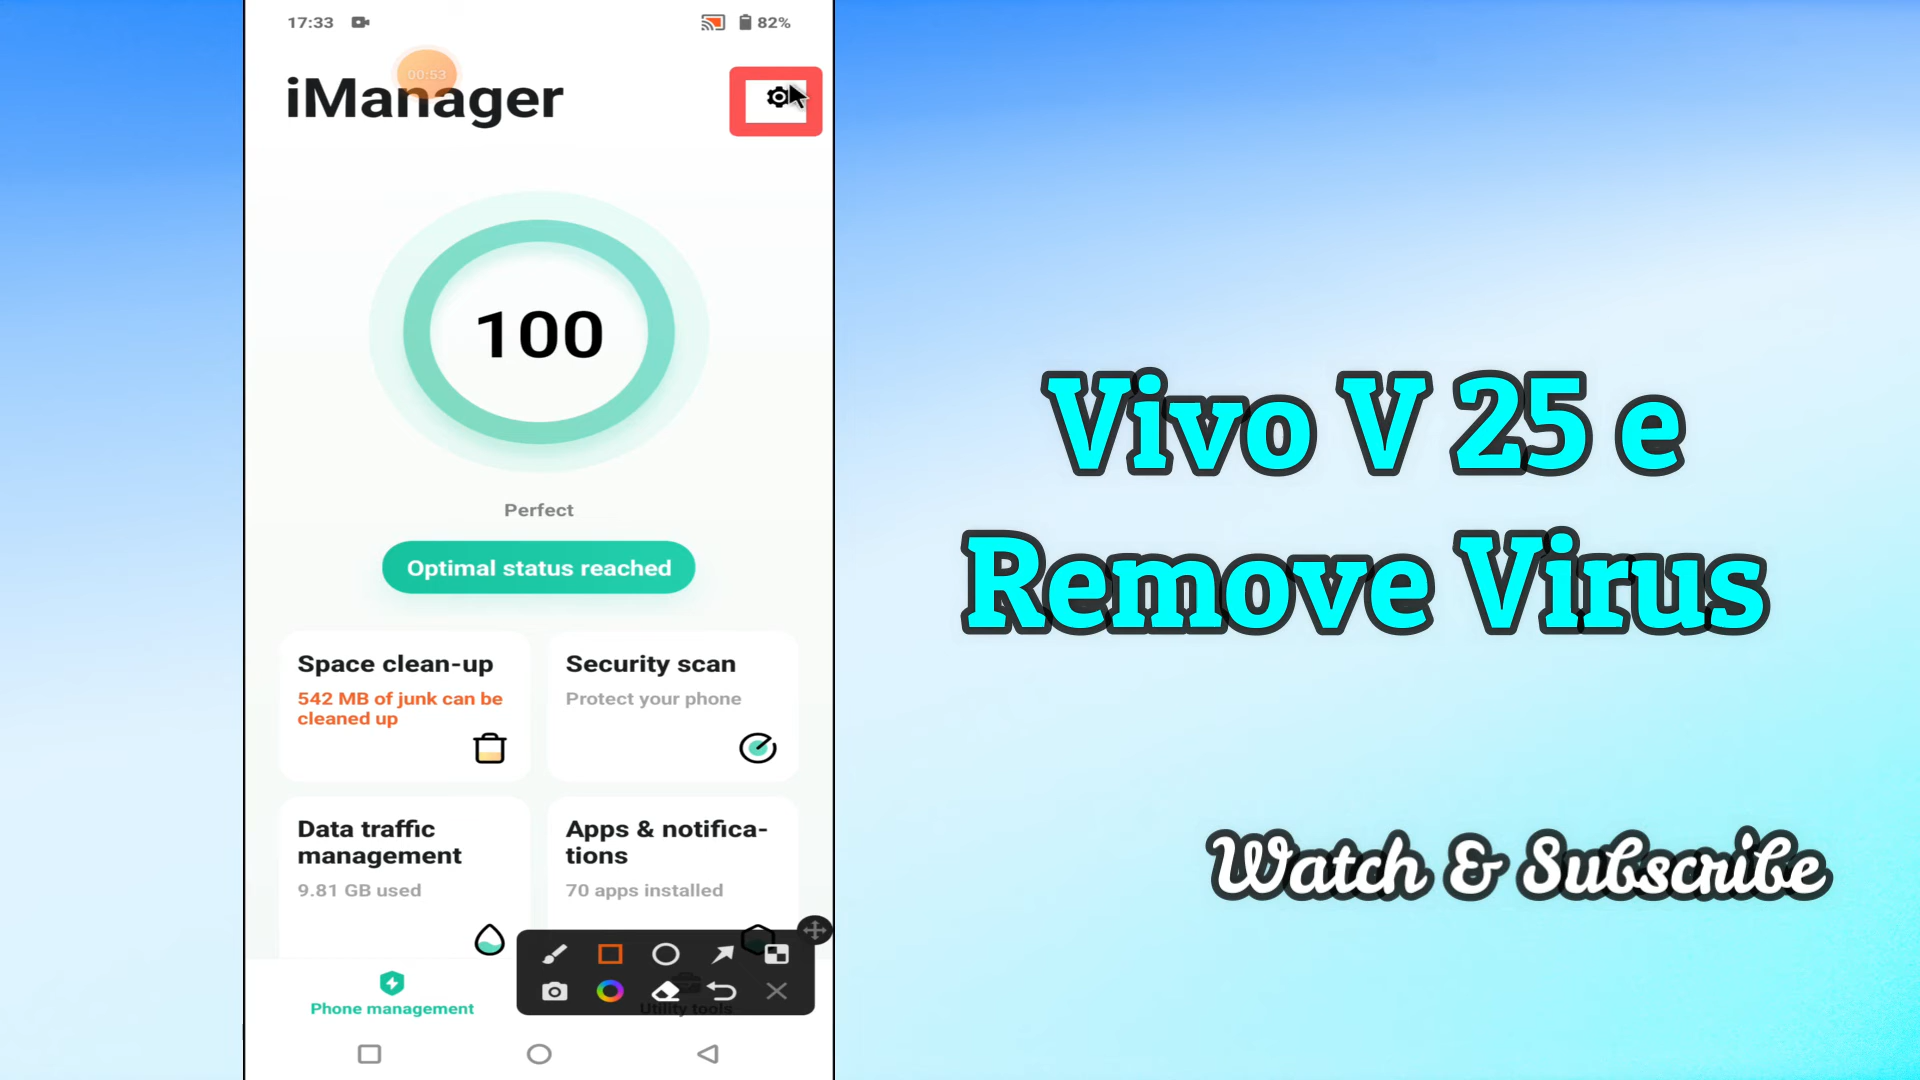 17:33
82%
00:53
iManager
100
Perfect
Optimal status reached
Space clean-up
542 MB of junk can be
cleaned up
Security scan
Protect your phone
Data traffic
management
9.81 GB used
Apps & notifica-
tions
70 apps installed
Phone management
Utility tools
Vivo V 25 e
Remove Virus
Watch & Subscribe